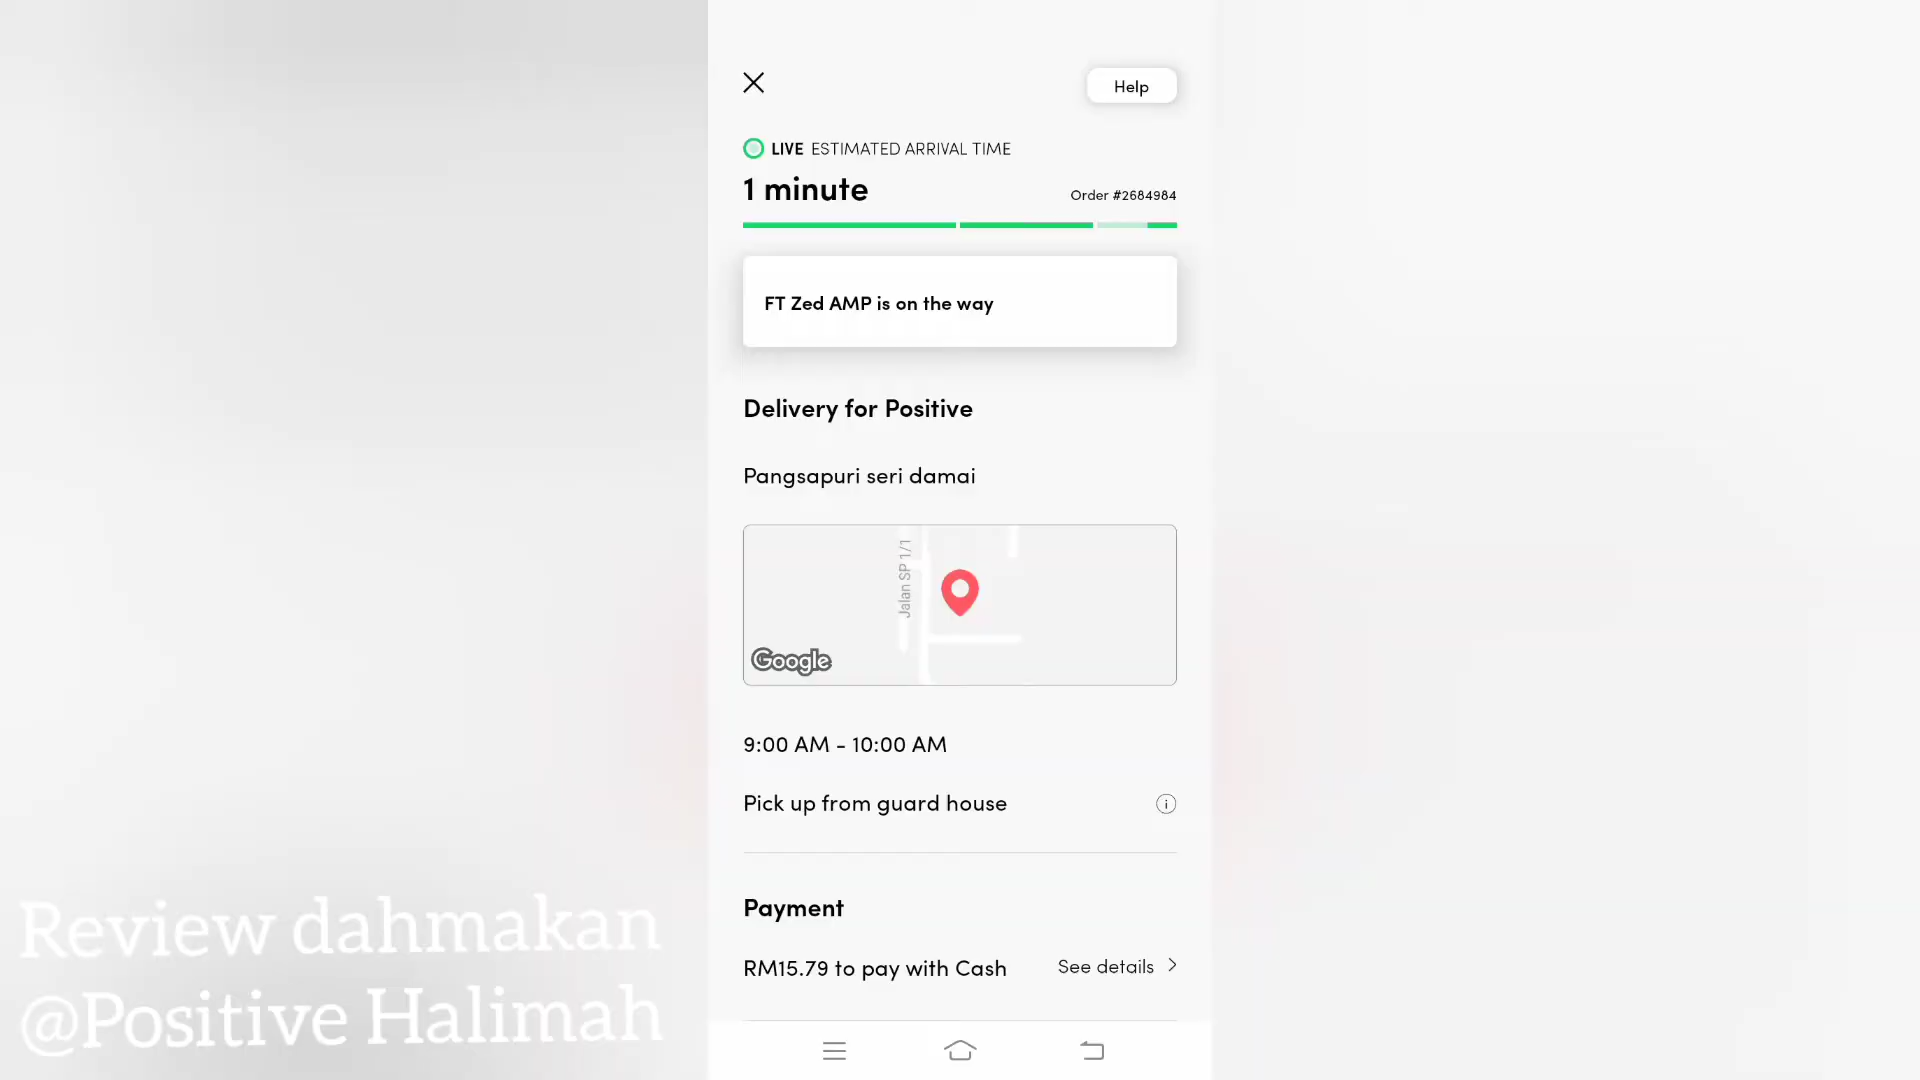 Help
LIVE ESTIMATED ARRIVAL TIME
1 minute
Order #2684984
FT Zed AMP is on the way
Delivery for Positive
Pangsapuri seri damai
Jalan SP 1/1
Google
9:00 AM - 10:00 AM
Pick up from guard house
Payment
RM15.79 to pay with Cash
See details
Review dahmakan
@Positive Halimah